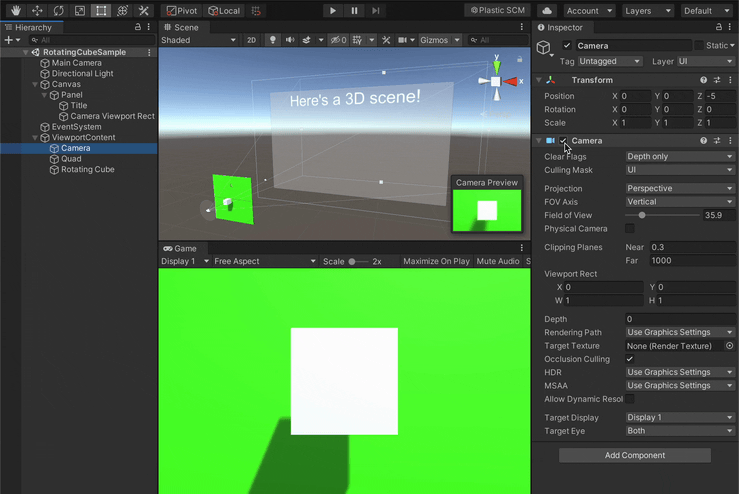 Pivot Local Plastic SCM Account Layers Default
Hierarchy
All
RotatingCubeSample
Main Camera
Directional Light
Canvas
Panel
Title
Camera Viewport Rect
EventSystem
ViewportContent
Camera
Quad
Rotating Cube
Scene
Shaded 2D 0 Gizmos All
y
x
Here's a 3D scene!
Camera Preview
Game
Display 1 Free Aspect Scale 2x Maximize On Play Mute Audio S
Inspector
Camera Static
Tag Untagged Layer UI
Transform
Position X 0 Y 0 Z -5
Rotation X 0 Y 0 Z 0
Scale X 1 Y 1 Z 1
Camera
Clear Flags Depth only
Culling Mask UI
Projection Perspective
FOV Axis Vertical
Field of View 35.9
Physical Camera
Clipping Planes Near 0.3
Far 1000
Viewport Rect
X 0 Y 0
W 1 H 1
Depth 0
Rendering Path Use Graphics Settings
Target Texture None (Render Texture)
Occlusion Culling
HDR Use Graphics Settings
MSAA Use Graphics Settings
Allow Dynamic Resol
Target Display Display 1
Target Eye Both
Add Component